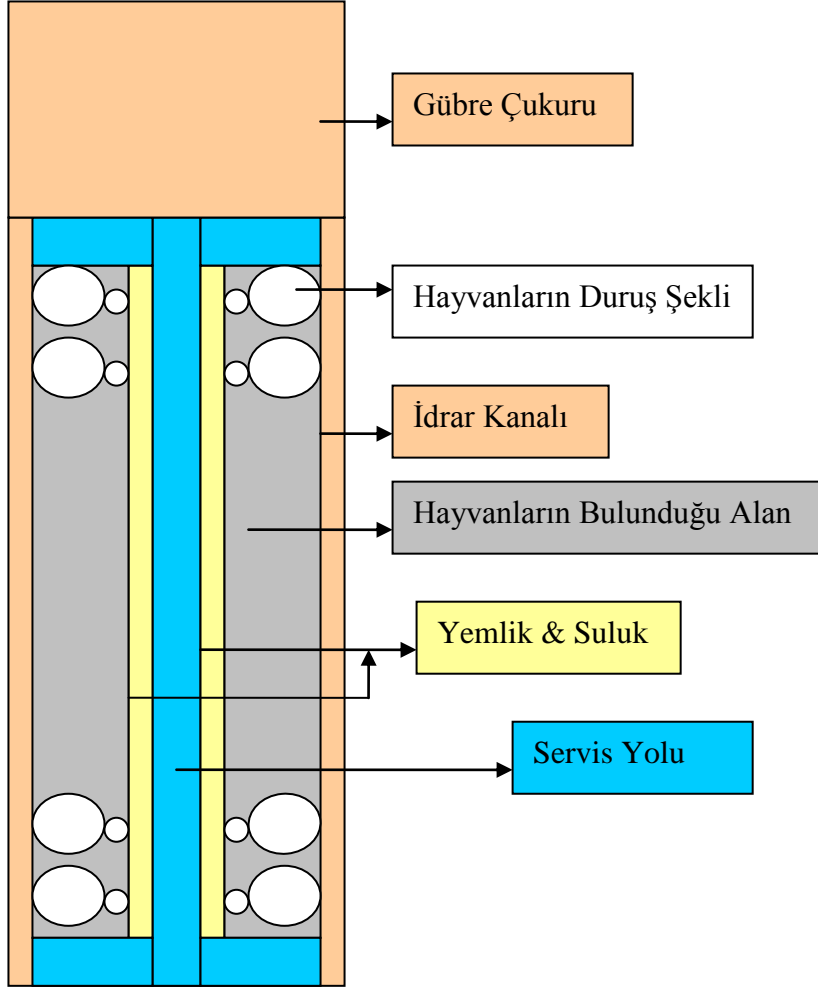 Gübre Çukuru
Hayvanların Duruş Şekli
İdrar Kanalı
Hayvanların Bulunduğu Alan
Yemlik & Suluk
Servis Yolu